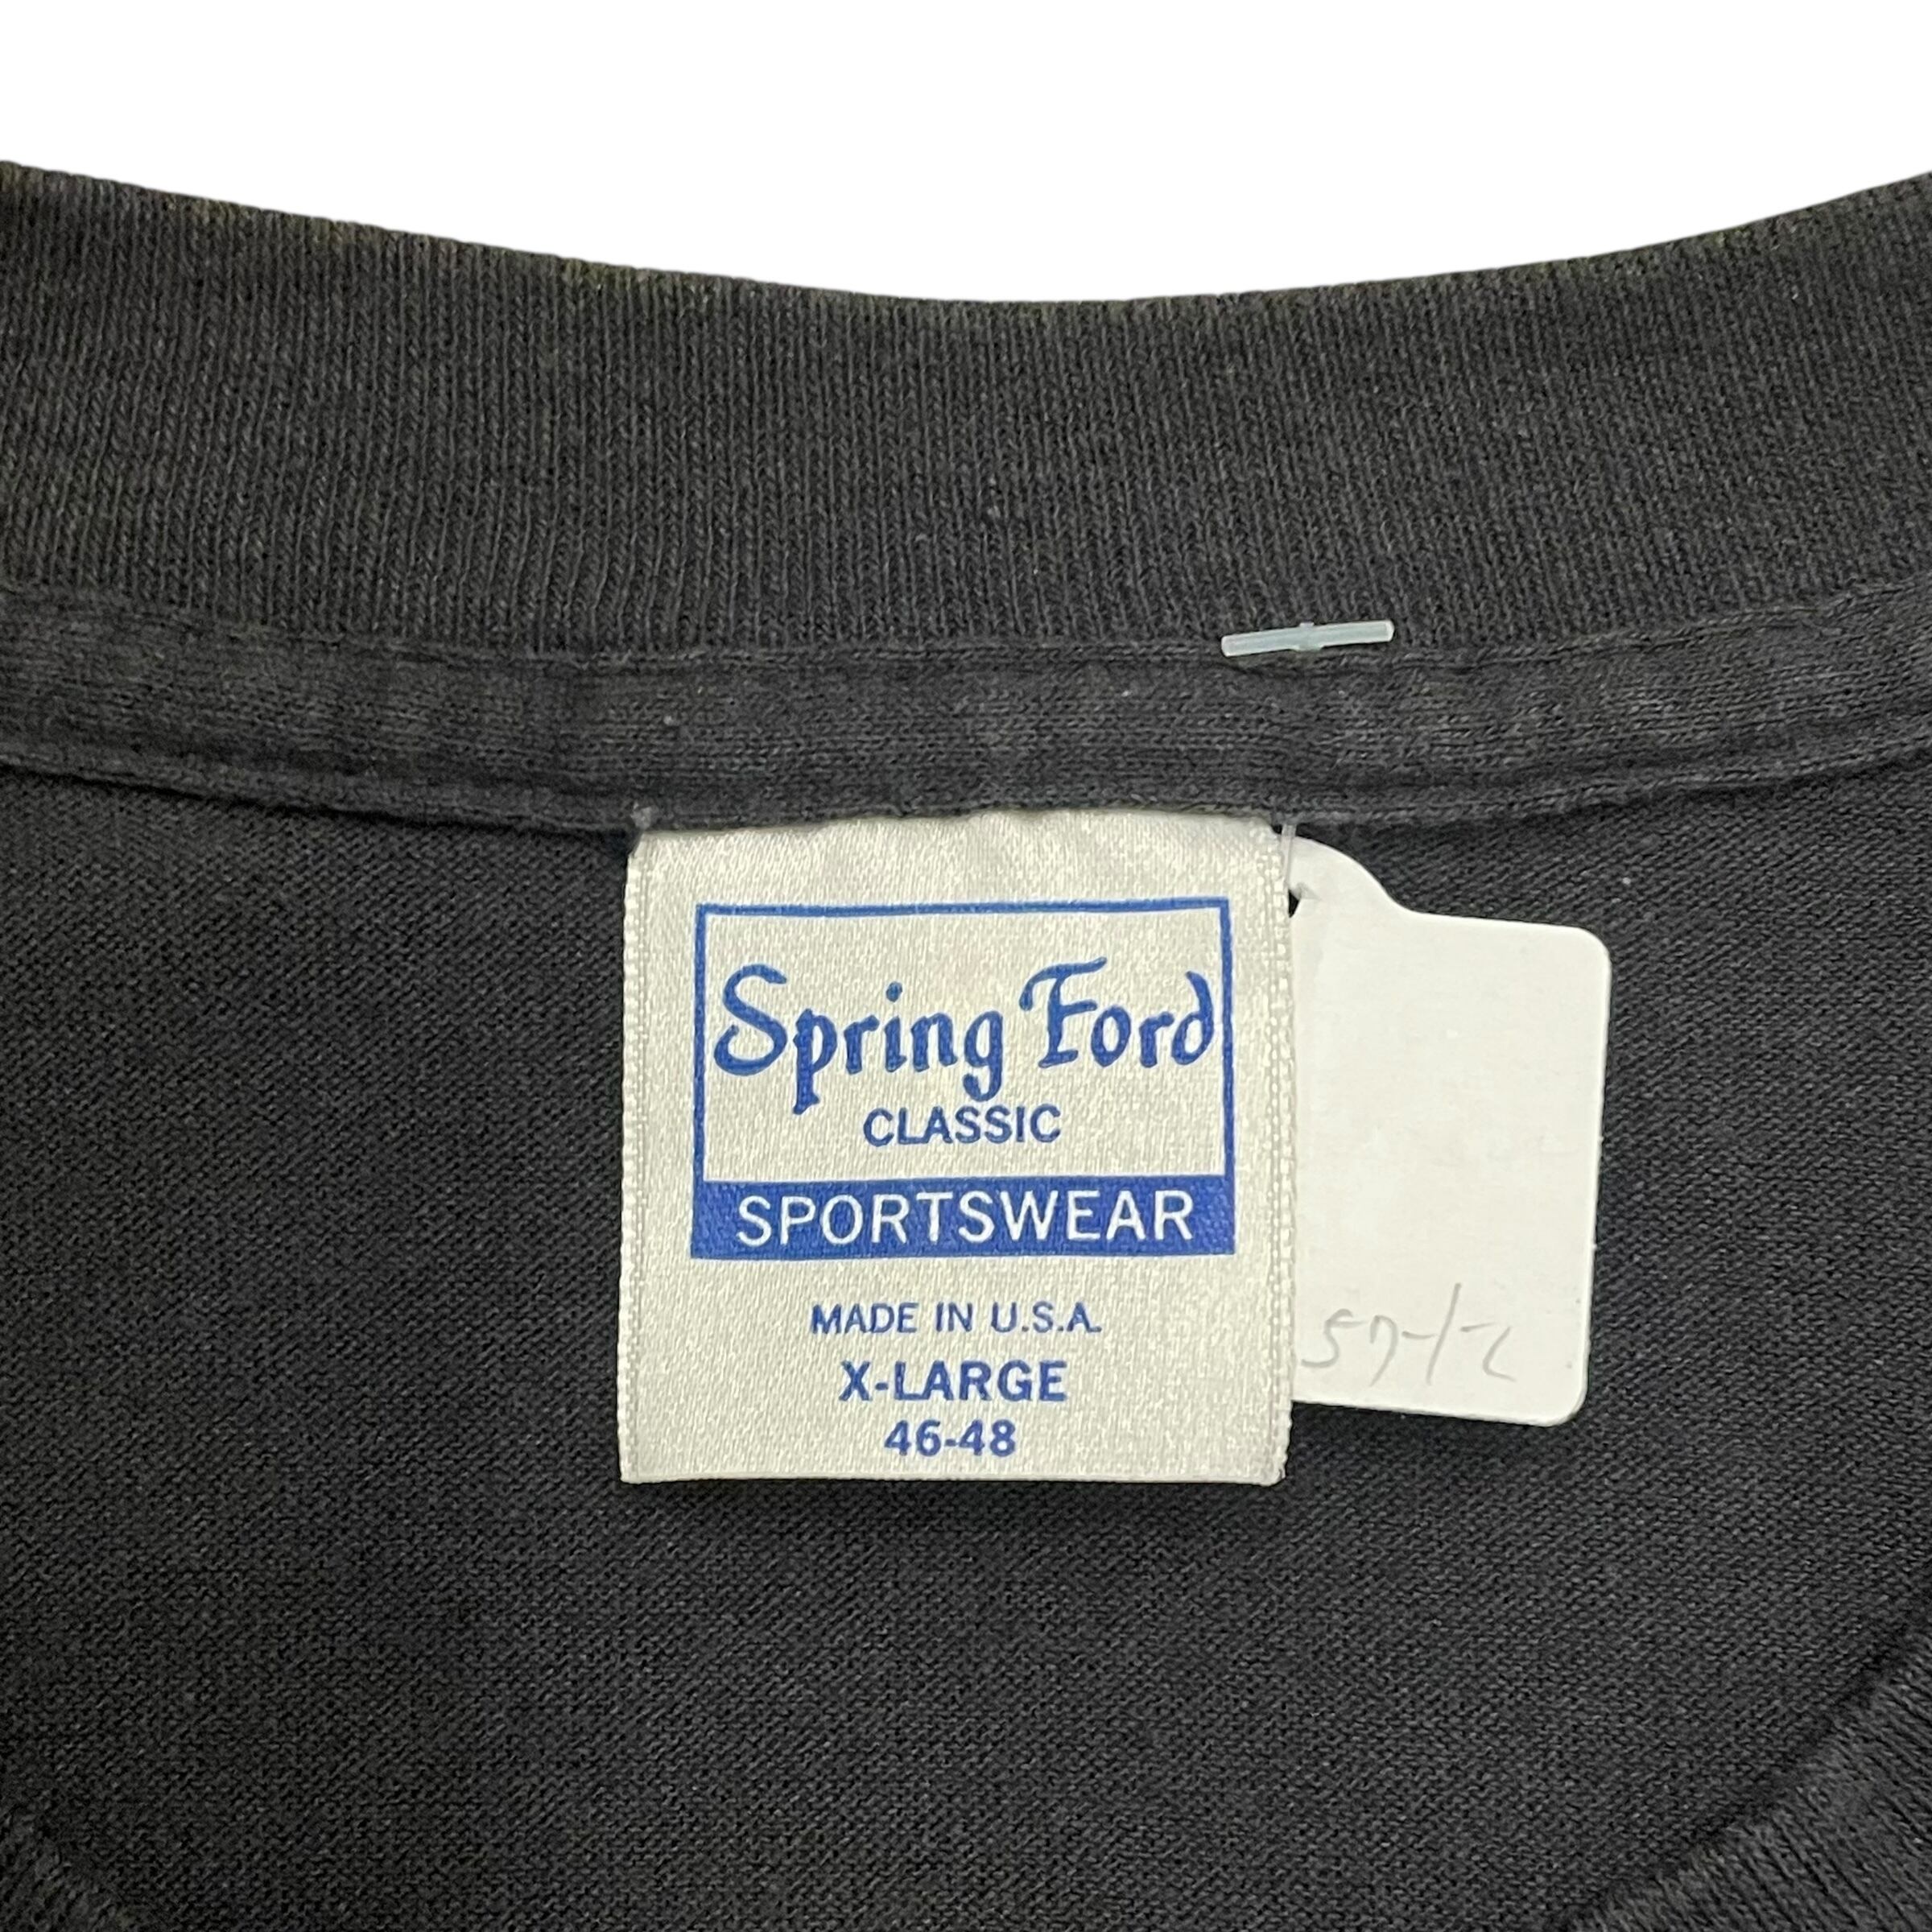 Spring Ford
CLASSIC
SPORTSWEAR
MADE IN U.S.A.
X-LARGE
46-48